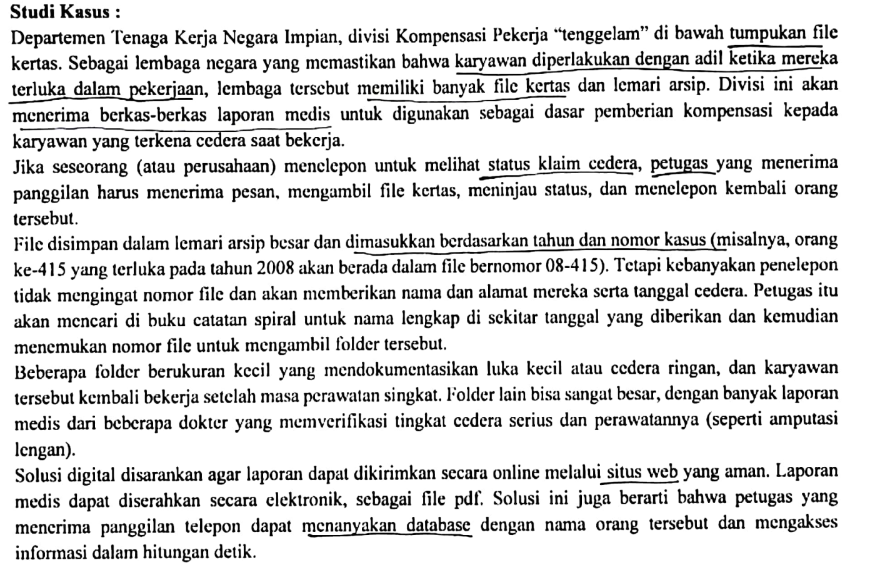 Studi Kasus :
Departemen Tenaga Kerja Negara Impian, divisi Kompensasi Pekerja “tenggelam” di bawah tumpukan file
kertas. Sebagai lembaga negara yang memastikan bahwa karyawan diperlakukan dengan adil ketika mereka
terluka dalam pekerjaan, lembaga tersebut memiliki banyak file kertas dan lemari arsip. Divisi ini akan
menerima berkas-berkas laporan medis untuk digunakan sebagai dasar pemberian kompensasi kepada
karyawan yang terkena cedera saat bekerja.
Jika seseorang (atau perusahaan) menelepon untuk melihat status klaim cedera, petugas yang menerima
panggilan harus menerima pesan, mengambil file kertas, meninjau status, dan menelepon kembali orang
tersebut.
File disimpan dalam lemari arsip besar dan dimasukkan berdasarkan tahun dan nomor kasus (misalnya, orang
ke-415 yang terluka pada tahun 2008 akan berada dalam file bernomor 08-415). Tetapi kebanyakan penelepon
tidak mengingat nomor file dan akan memberikan nama dan alamat mereka serta tanggal cedera. Petugas itu
akan mencari di buku catatan spiral untuk nama lengkap di sekitar tanggal yang diberikan dan kemudian
menemukan nomor file untuk mengambil folder tersebut.
Beberapa folder berukuran kecil yang mendokumentasikan luka kecil atau cedera ringan, dan karyawan
tersebut kembali bekerja setelah masa perawatan singkat. Folder lain bisa sangat besar, dengan banyak laporan
medis dari beberapa dokter yang memverifikasi tingkat cedera serius dan perawatannya (seperti amputasi
lengan).
Solusi digital disarankan agar laporan dapat dikirimkan secara online melalui situs web yang aman. Laporan
medis dapat diserahkan secara elektronik, sebagai file pdf. Solusi ini juga berarti bahwa petugas yang
menerima panggilan telepon dapat menanyakan database dengan nama orang tersebut dan mengakses
informasi dalam hitungan detik.